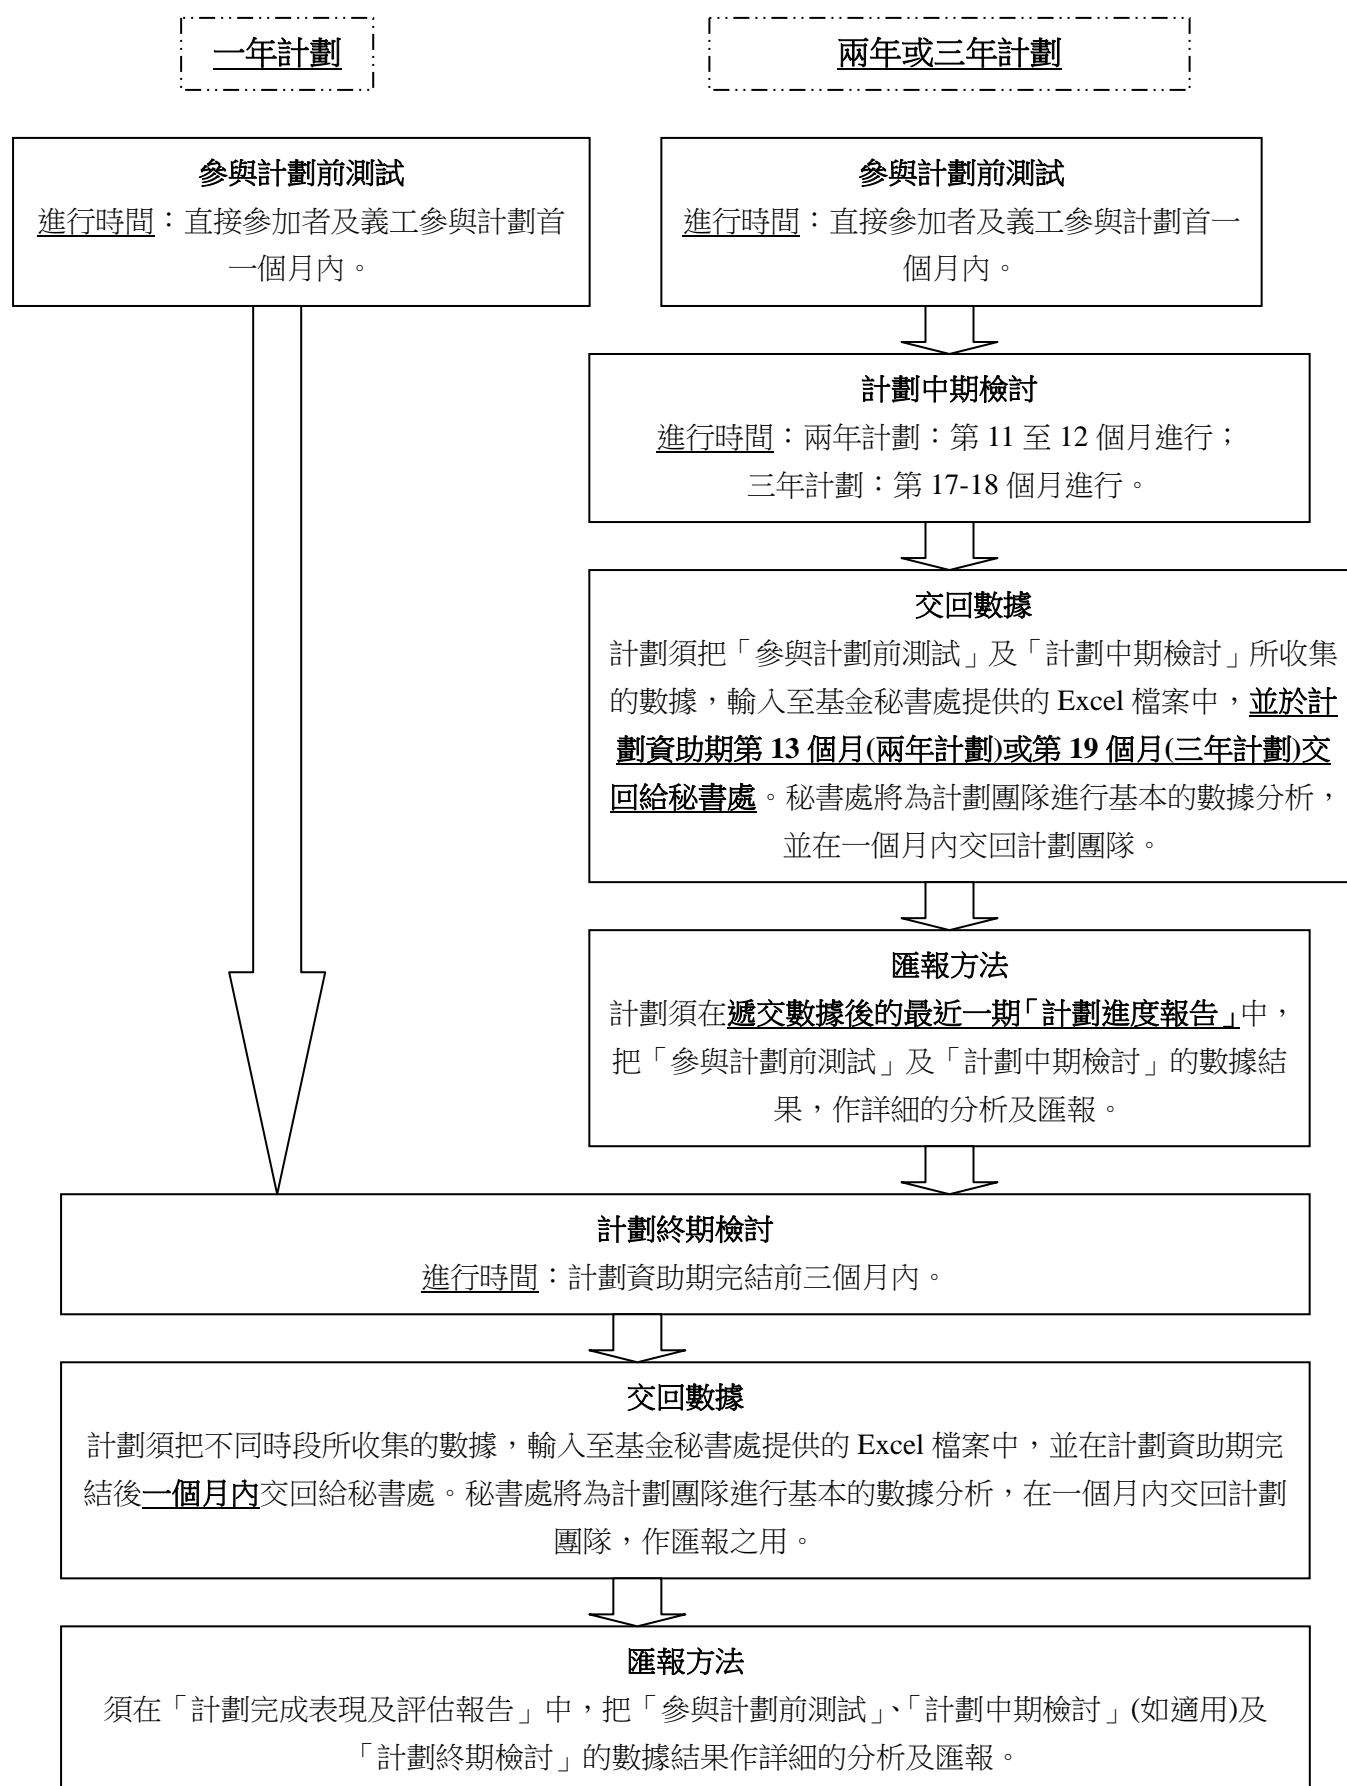 一年計劃
兩年或三年計劃
參與計劃前測試
進行時間：直接參加者及義工參與計劃首
一個月內。
參與計劃前測試
進行時間：直接參加者及義工參與計劃首一
個月內。
計劃中期檢討
進行時間：兩年計劃：第 11 至 12 個月進行；
三年計劃：第 17-18 個月進行。
交回數據
計劃須把「參與計劃前測試」及「計劃中期檢討」所收集
的數據，輸入至基金秘書處提供的 Excel 檔案中，並於計
劃資助期第 13 個月(兩年計劃)或第 19 個月(三年計劃)交
回給秘書處。秘書處將為計劃團隊進行基本的數據分析，
並在一個月內交回計劃團隊。
匯報方法
計劃須在遞交數據後的最近一期「計劃進度報告」中，
把「參與計劃前測試」及「計劃中期檢討」的數據結
果，作詳細的分析及匯報。
計劃終期檢討
進行時間：計劃資助期完結前三個月內。
交回數據
計劃須把不同時段所收集的數據，輸入至基金秘書處提供的 Excel 檔案中，並在計劃資助期完
結後一個月內交回給秘書處。秘書處將為計劃團隊進行基本的數據分析，在一個月內交回計劃
團隊，作匯報之用。
匯報方法
須在「計劃完成表現及評估報告」中，把「參與計劃前測試」、「計劃中期檢討」(如適用)及
「計劃終期檢討」的數據結果作詳細的分析及匯報。